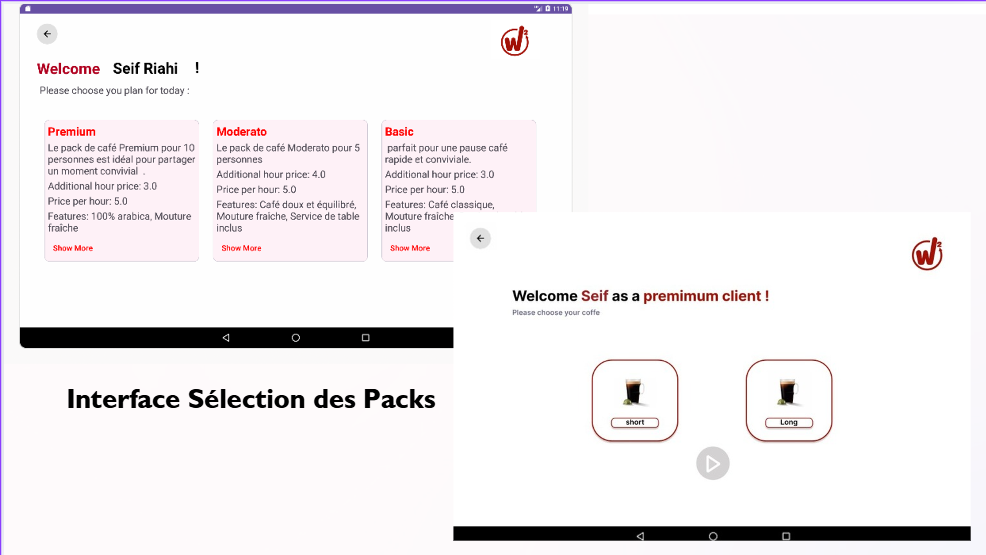 11:19
W2
Welcome Seif Riahi !
Please choose you plan for today :
Premium
Le pack de café Premium pour 10
personnes est idéal pour partager
un moment convivial .
Additional hour price: 3.0
Price per hour: 5.0
Features: 100% arabica, Mouture
fraîche
Show More
Moderato
Le pack de café Moderato pour 5
personnes
Additional hour price: 4.0
Price per hour: 5.0
Features: Café doux et équilibré,
Mouture fraîche, Service de table
inclus
Show More
Basic
parfait pour une pause café
rapide et conviviale.
Additional hour price: 3.0
Price per hour: 5.0
Features: Café classique,
Mouture fraîche
inclus
Show More
W2
Welcome Seif as a premimum client !
Please choose your coffe
short
Long
Interface Sélection des Packs